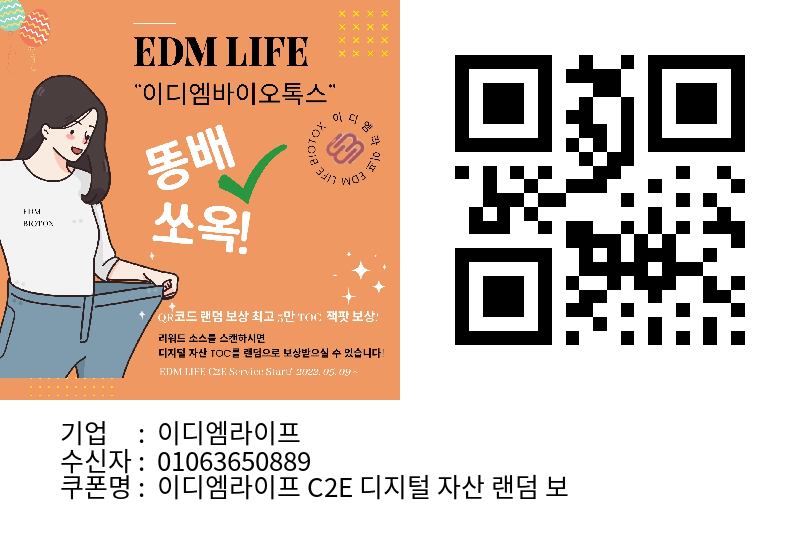 EDM LIFE
"이디엠바이오톡스"
이디엠라이프 EDM LIFE BIOTOX
똥배
쏘옥!
EDM
BIOTOX
QR코드 랜덤 보상 최고 5만 TOC 잭팟 보상!
리워드 소스를 스캔하시면
디지털 자산 TOC를 랜덤으로 보상받으실 수 있습니다!
EDM LIFE C2E Service Start! 2022. 05. 09 ~
기업 : 이디엠라이프
수신자 : 01063650889
쿠폰명 : 이디엠라이프 C2E 디지털 자산 랜덤 보